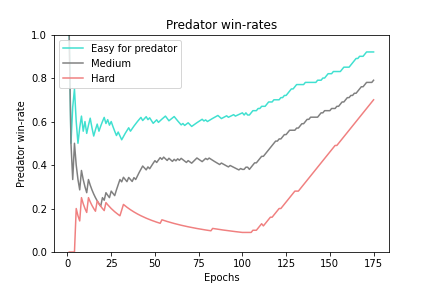 Predator win-rates
Predator win-rate
1.0
0.8
0.6
0.4
0.2
0.0
Easy for predator
Medium
Hard
0 25 50 75 100 125 150 175
Epochs